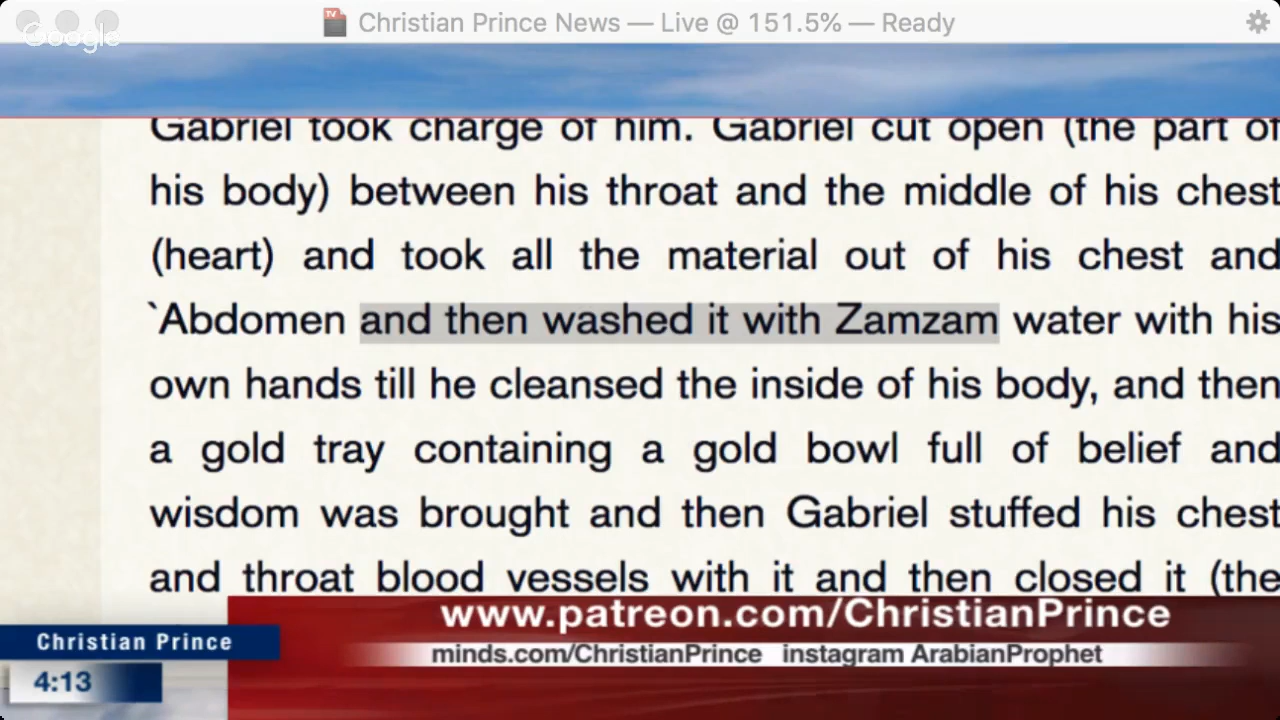 Christian Prince News — Live @ 151.5% — Ready
Google
Gabriel took charge of him. Gabriel cut open (the part of
his body) between his throat and the middle of his chest
(heart) and took all the material out of his chest and
`Abdomen and then washed it with Zamzam water with his
own hands till he cleansed the inside of his body, and then
a gold tray containing a gold bowl full of belief and
wisdom was brought and then Gabriel stuffed his chest
and throat blood vessels with it and then closed it (the
www.patreon.com/ChristianPrince
Christian Prince
minds.com/ChristianPrince instagram ArabianProphet
4:13
TV